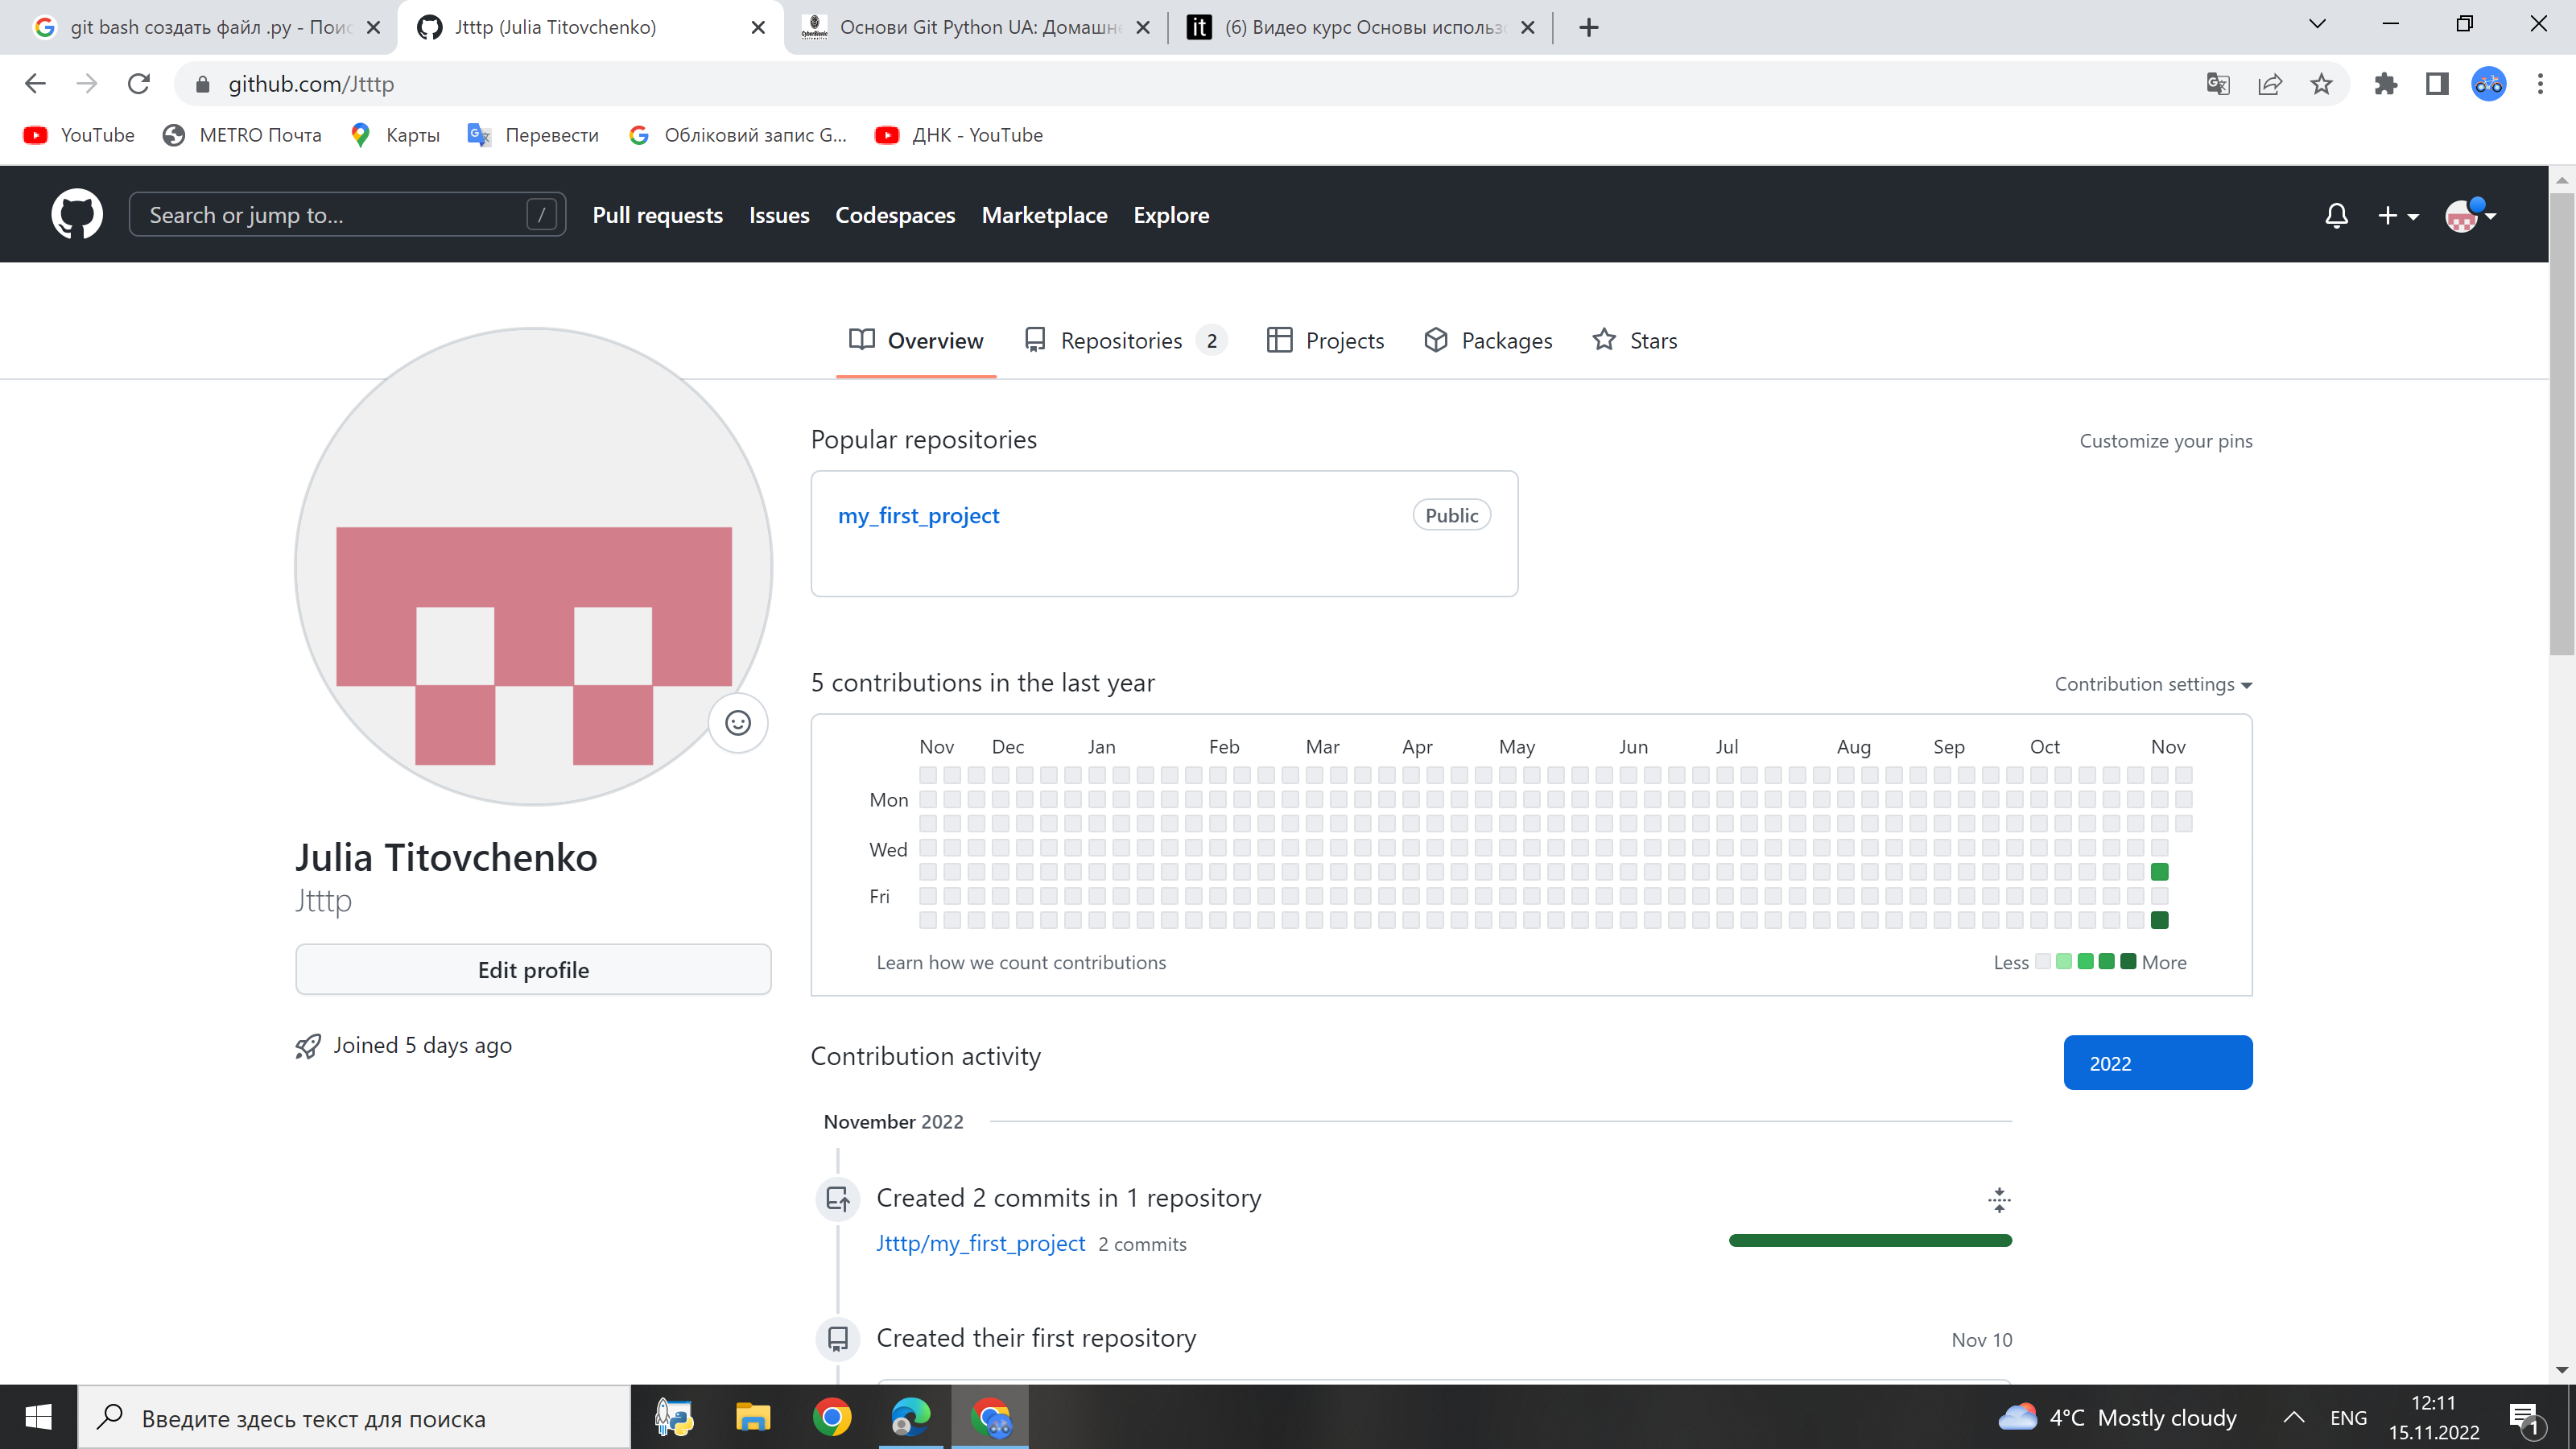 git bash создать файл .py - Поис
Jtttp (Julia Titovchenko)
Основи Git Python UA: Домашнє
(6) Видео курс Основы использо
github.com/Jtttp
YouTube
METRO Почта
Карты
Перевести
Обліковий запис G...
ДНК - YouTube
Search or jump to...
/
Pull requests
Issues
Codespaces
Marketplace
Explore
Overview
Repositories 2
Projects
Packages
Stars
Popular repositories
Customize your pins
my_first_project
Public
5 contributions in the last year
Contribution settings
Nov Dec Jan Feb Mar Apr May Jun Jul Aug Sep Oct Nov
Mon
Wed
Fri
Learn how we count contributions
Less More
Julia Titovchenko
Jtttp
Edit profile
Joined 5 days ago
Contribution activity
2022
November 2022
Created 2 commits in 1 repository
Jtttp/my_first_project 2 commits
Created their first repository
Nov 10
Введите здесь текст для поиска
4°C Mostly cloudy
ENG
12:11
15.11.2022
1